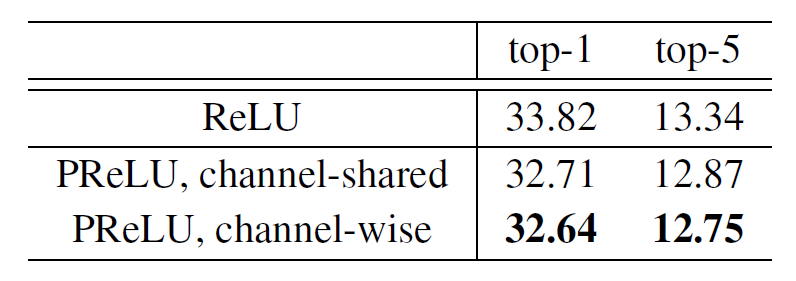 top-1 top-5
ReLU 33.82 13.34
PReLU, channel-shared 32.71 12.87
PReLU, channel-wise 32.64 12.75